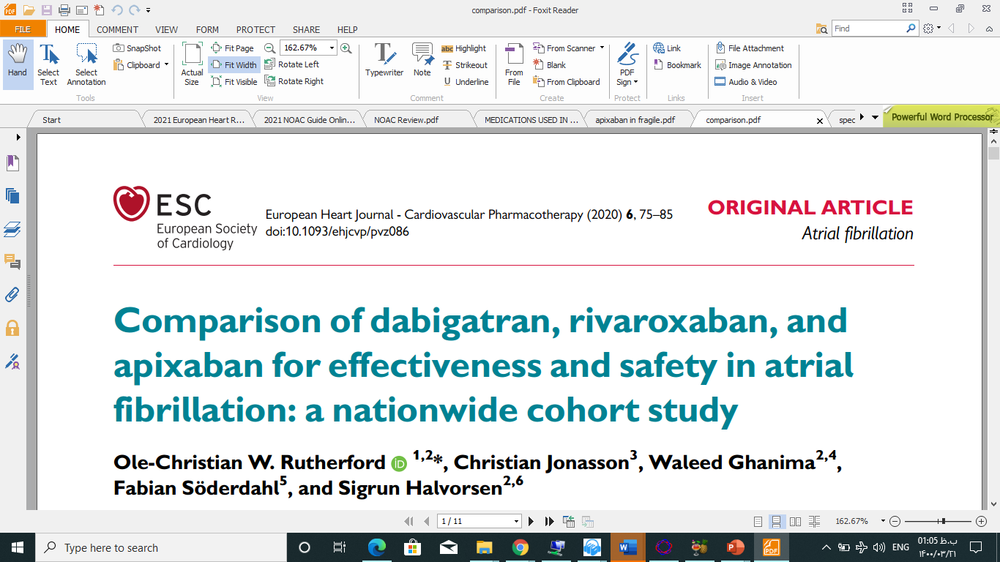 comparison.pdf - Foxit Reader
FILE HOME COMMENT VIEW FORM PROTECT SHARE HELP
Find
Hand
Select Text
Select Annotation
SnapShot
Clipboard
Tools
Actual Size
Fit Page
Fit Width
Fit Visible
162.67%
Rotate Left
Rotate Right
View
Typewriter
Note
abc Highlight
Strikeout
U Underline
Comment
From File
From Scanner
Blank
From Clipboard
Create
PDF Sign
Protect
Link
Bookmark
Links
File Attachment
Image Annotation
Audio & Video
Insert
Start
2021 European Heart R...
2021 NOAC Guide Onlin...
NOAC Review.pdf
MEDICATIONS USED IN ...
apixaban in fragile.pdf
comparison.pdf
spec
Powerful Word Processor
ESC
European Society
of Cardiology
European Heart Journal - Cardiovascular Pharmacotherapy (2020) 6, 75–85
doi:10.1093/ehjcvp/pvz086
ORIGINAL ARTICLE
Atrial fibrillation
Comparison of dabigatran, rivaroxaban, and
apixaban for effectiveness and safety in atrial
fibrillation: a nationwide cohort study
Ole-Christian W. Rutherford iD 1,2*, Christian Jonasson3, Waleed Ghanima2,4,
Fabian Söderdahl5, and Sigrun Halvorsen2,6
1 / 11
162.67%
Type here to search
ENG
01:05 ب.ظ
۱۴۰۰/۰۳/۲۱